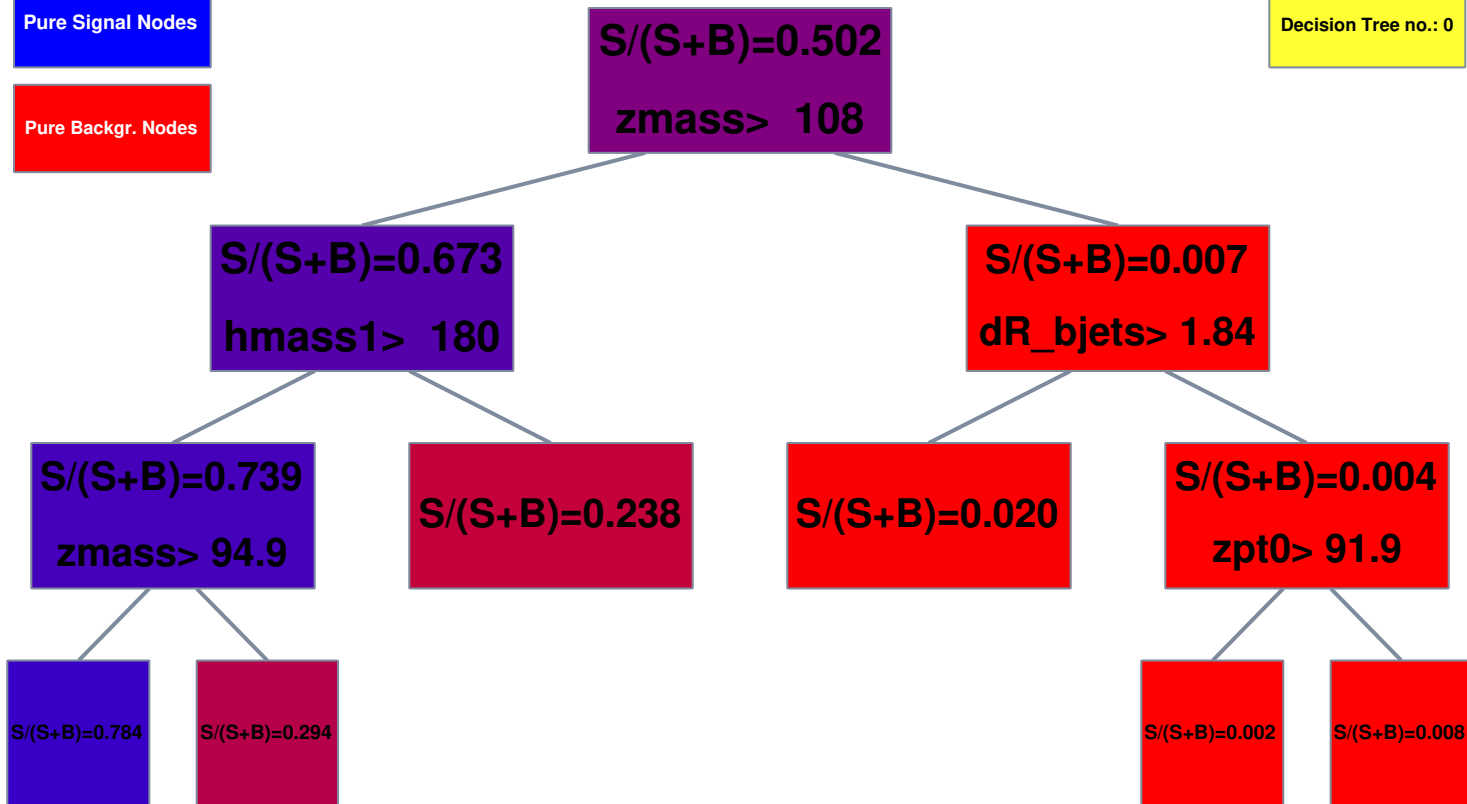 Pure Signal Nodes
S/(S+B)=0.502
Decision Tree no.: 0
zmass> 108
Pure Backgr. Nodes
S/(S+B)=0.673
S/(S+B)=0.007
hmass1> 180
dR_bjets> 1.84
S/(S+B)=0.739
S/(S+B)=0.238
S/(S+B)=0.020
S/(S+B)=0.004
zmass> 94.9
zpt0> 91.9
S/(S+B)=0.784
S/(S+B)=0.294
S/(S+B)=0.002
S/(S+B)=0.008